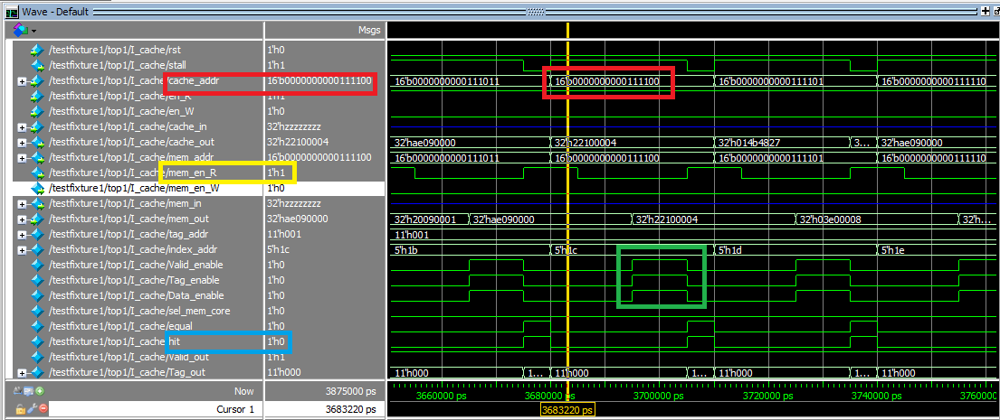 Wave - Default
Msgs
/testfixture1/top1/I_cache/rst 1'h0
/testfixture1/top1/I_cache/stall 1'h1
/testfixture1/top1/I_cache/cache_addr 16'b0000000000111100 16'b0000000000111011 16'b0000000000111100 16'b0000000000111101 16'b0000000000111110
/testfixture1/top1/I_cache/en_R 1'h1
/testfixture1/top1/I_cache/en_W 1'h0
/testfixture1/top1/I_cache/cache_in 32'hzzzzzzzz
/testfixture1/top1/I_cache/cache_out 32'h22100004 32'hae090000 32'h22100004 32'h014b4827 3... 32'hae090000
/testfixture1/top1/I_cache/mem_addr 16'b0000000000111100 16'b0000000000111011 16'b0000000000111100 16'b0000000000111101 16'b0000000000111110
/testfixture1/top1/I_cache/mem_en_R 1'h1
/testfixture1/top1/I_cache/mem_en_W 1'h0
/testfixture1/top1/I_cache/mem_in 32'hzzzzzzzz
/testfixture1/top1/I_cache/mem_out 32'hae090000 32'h20090001 32'hae090000 32'h22100004 32'h03e00008 32'h...
/testfixture1/top1/I_cache/tag_addr 11'h001 11'h001
/testfixture1/top1/I_cache/index_addr 5'h1c 5'h1b 5'h1c 5'h1d 5'h1e
/testfixture1/top1/I_cache/Valid_enable 1'h0
/testfixture1/top1/I_cache/Tag_enable 1'h0
/testfixture1/top1/I_cache/Data_enable 1'h0
/testfixture1/top1/I_cache/sel_mem_core 1'h0
/testfixture1/top1/I_cache/equal 1'h0
/testfixture1/top1/I_cache/hit 1'h0
/testfixture1/top1/I_cache/Valid_out 1'h1
/testfixture1/top1/I_cache/Tag_out 11'h000 11'h000 1... 11'h000 1... 11'h000 1... 11'h000
Now 3875000 ps 3660000 ps 3680000 ps 3700000 ps 3720000 ps 3740000 ps 3760000
Cursor 1 3683220 ps 3683220 ps